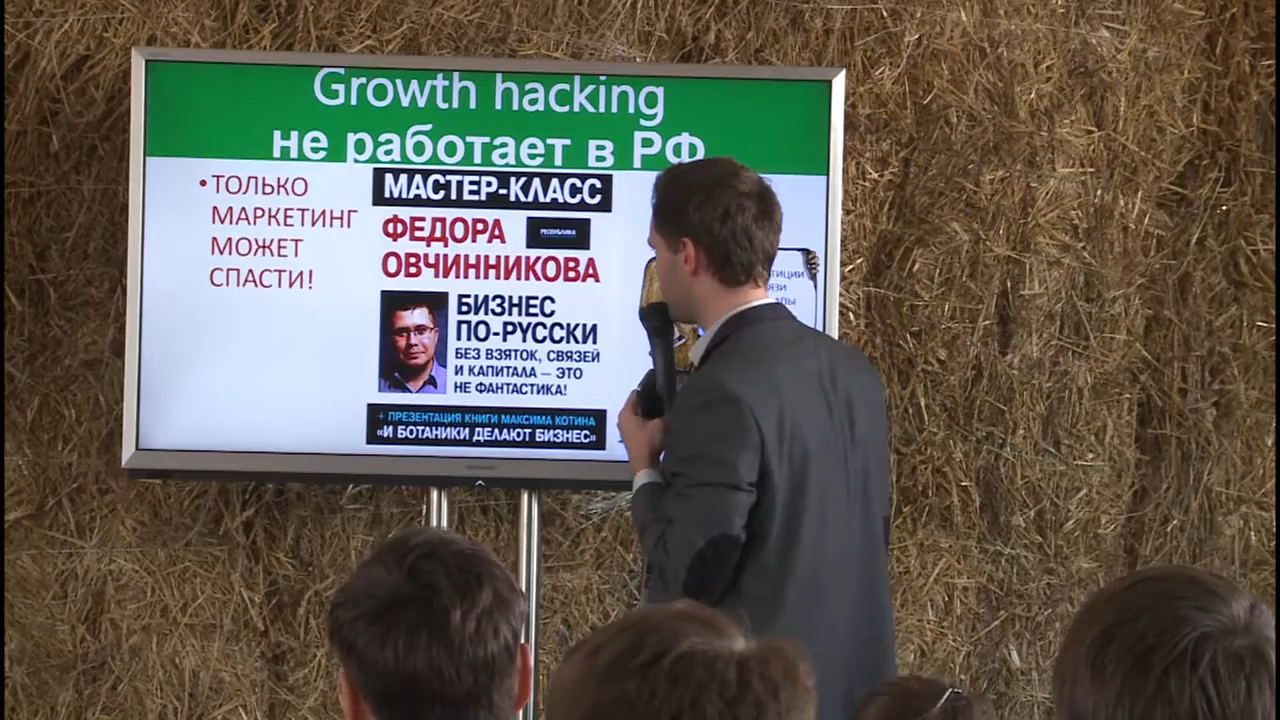 Growth hacking
не работает в РФ
•ТОЛЬКО
МАРКЕТИНГ
МОЖЕТ
СПАСТИ!
МАСТЕР-КЛАСС
ФЕДОРА
РЕСПУБЛИКА
ОВЧИННИКОВА
БИЗНЕС
ПО-РУССКИ
БЕЗ ВЗЯТОК, СВЯЗЕЙ
И КАПИТАЛА – ЭТО
НЕ ФАНТАСТИКА!
+ ПРЕЗЕНТАЦИЯ КНИГИ МАКСИМА КОТИНА
«И БОТАНИКИ ДЕЛАЮТ БИЗНЕС»